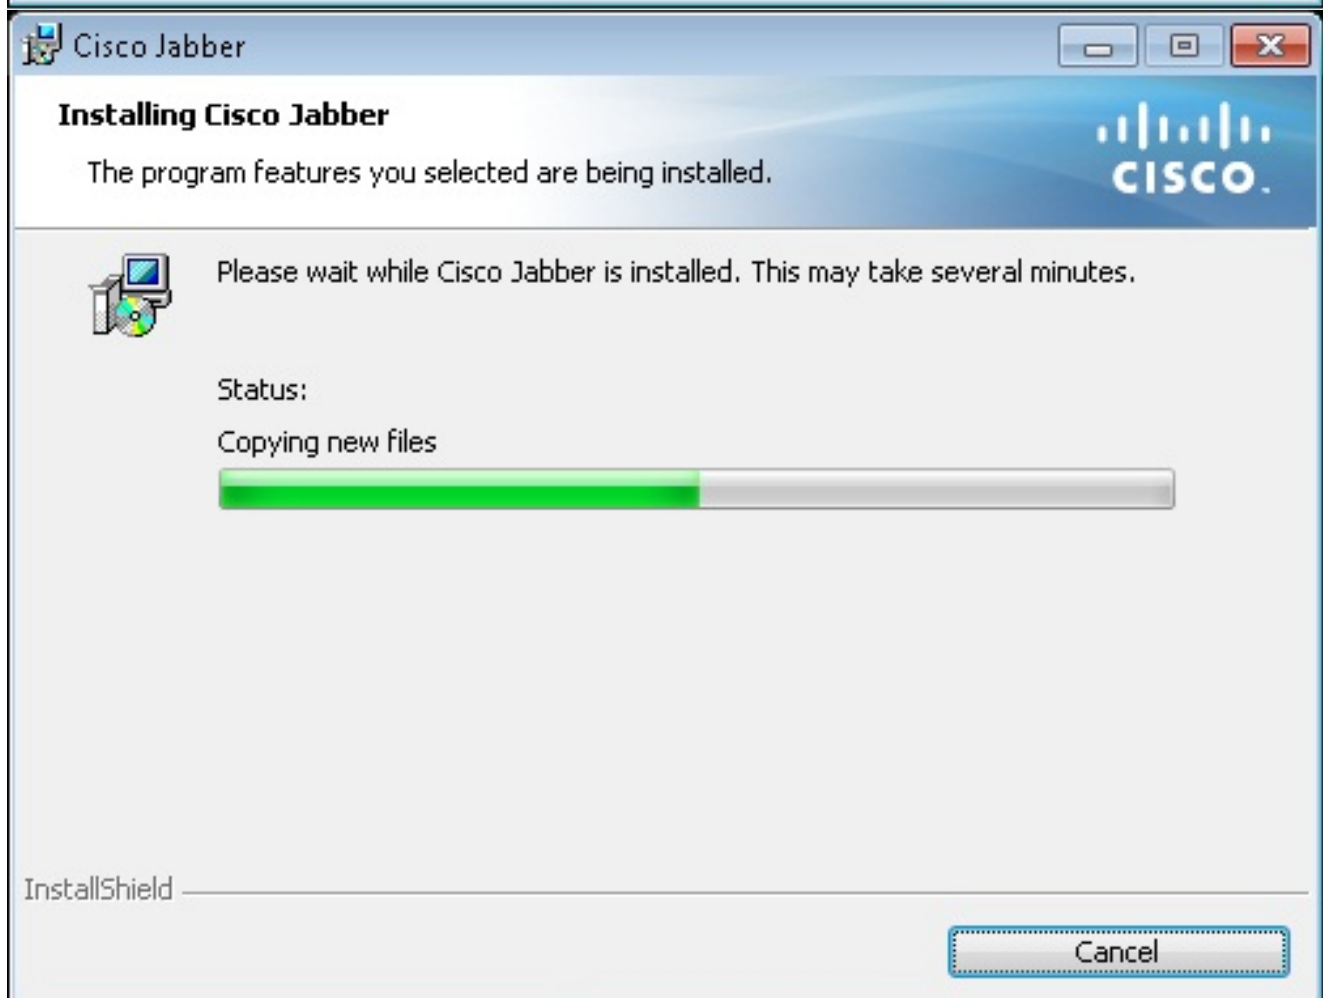 Cisco Jabber
Installing Cisco Jabber
The program features you selected are being installed.
CISCO.
Please wait while Cisco Jabber is installed. This may take several minutes.
Status:
Copying new files
InstallShield
Cancel